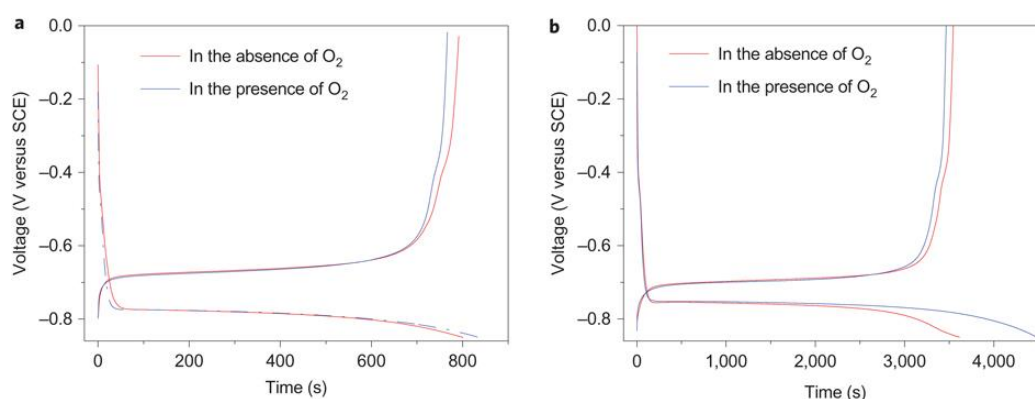 a
0.0
−0.2
−0.4
−0.6
−0.8
Voltage (V versus SCE)
In the absence of O₂
In the presence of O₂
0 200 400 600 800
Time (s)
b
0.0
−0.2
−0.4
−0.6
−0.8
Voltage (V versus SCE)
In the absence of O₂
In the presence of O₂
0 1,000 2,000 3,000 4,000
Time (s)